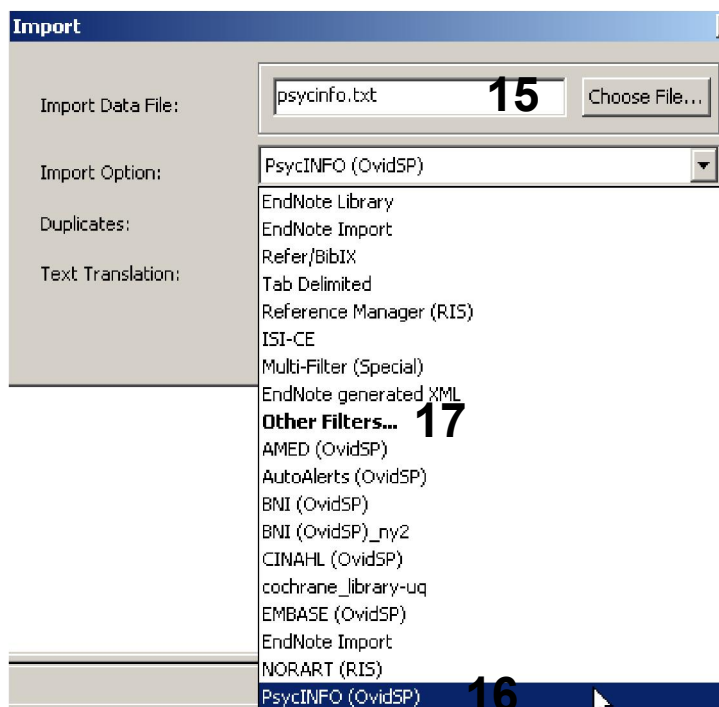 Import
Import Data File:
psycinfo.txt 15 Choose File...
Import Option:
PsycINFO (OvidSP)
Duplicates:
Text Translation:
EndNote Library
EndNote Import
Refer/BibIX
Tab Delimited
Reference Manager (RIS)
ISI-CE
Multi-Filter (Special)
EndNote generated XML
Other Filters... 17
AMED (OvidSP)
AutoAlerts (OvidSP)
BNI (OvidSP)
BNI (OvidSP)_ny2
CINAHL (OvidSP)
cochrane_library-uq
EMBASE (OvidSP)
EndNote Import
NORART (RIS)
PsycINFO (OvidSP) 16